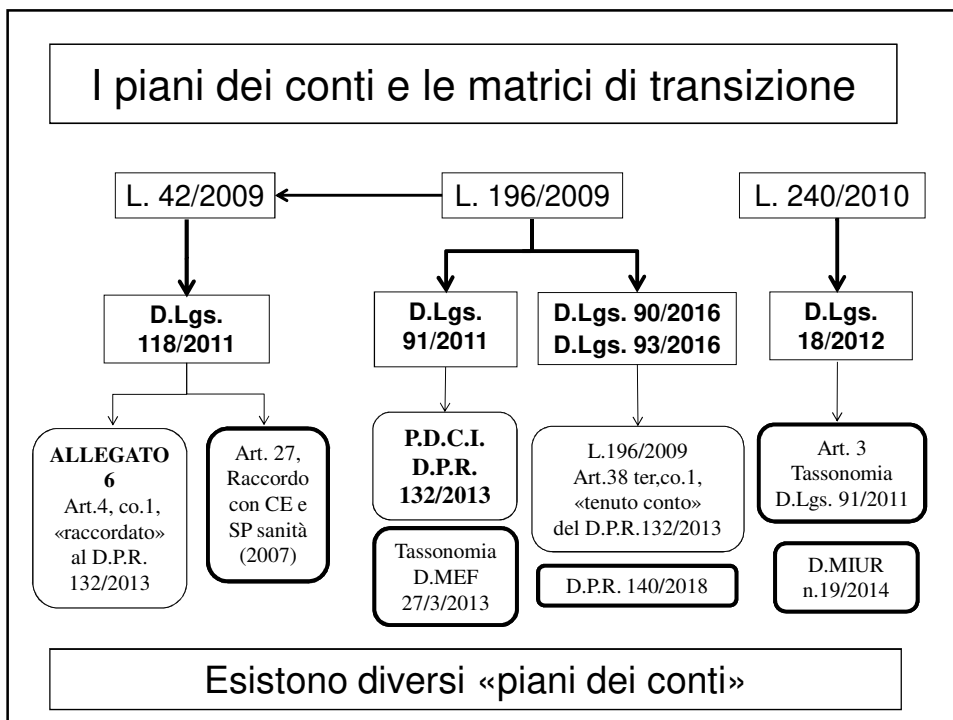 I piani dei conti e le matrici di transizione
L. 42/2009
L. 196/2009
L. 240/2010
D.Lgs.
118/2011
D.Lgs.
91/2011
D.Lgs. 90/2016
D.Lgs. 93/2016
D.Lgs.
18/2012
ALLEGATO
6
Art.4, co.1,
«raccordato»
al D.P.R.
132/2013
Art. 27,
Raccordo
con CE e
SP sanità
(2007)
P.D.C.I.
D.P.R.
132/2013
Tassonomia
D.MEF
27/3/2013
L.196/2009
Art.38 ter,co.1,
«tenuto conto»
del D.P.R.132/2013
D.P.R. 140/2018
Art. 3
Tassonomia
D.Lgs. 91/2011
D.MIUR
n.19/2014
Esistono diversi «piani dei conti»